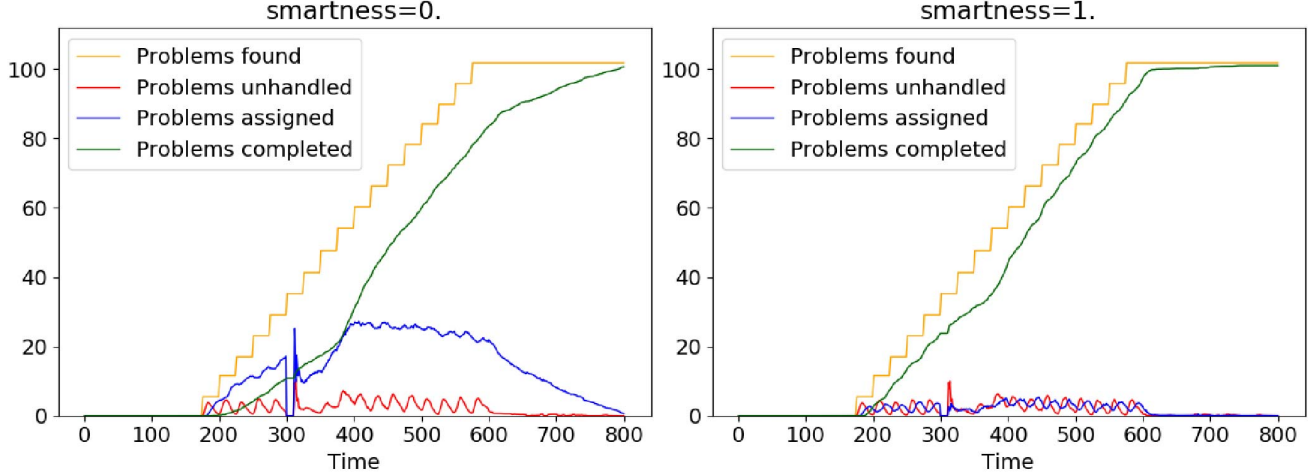 smartness=0.
Problems found
Problems unhandled
Problems assigned
Problems completed
100
80
60
40
20
0
0 100 200 300 400 500 600 700 800
Time
smartness=1.
Problems found
Problems unhandled
Problems assigned
Problems completed
100
80
60
40
20
0
0 100 200 300 400 500 600 700 800
Time